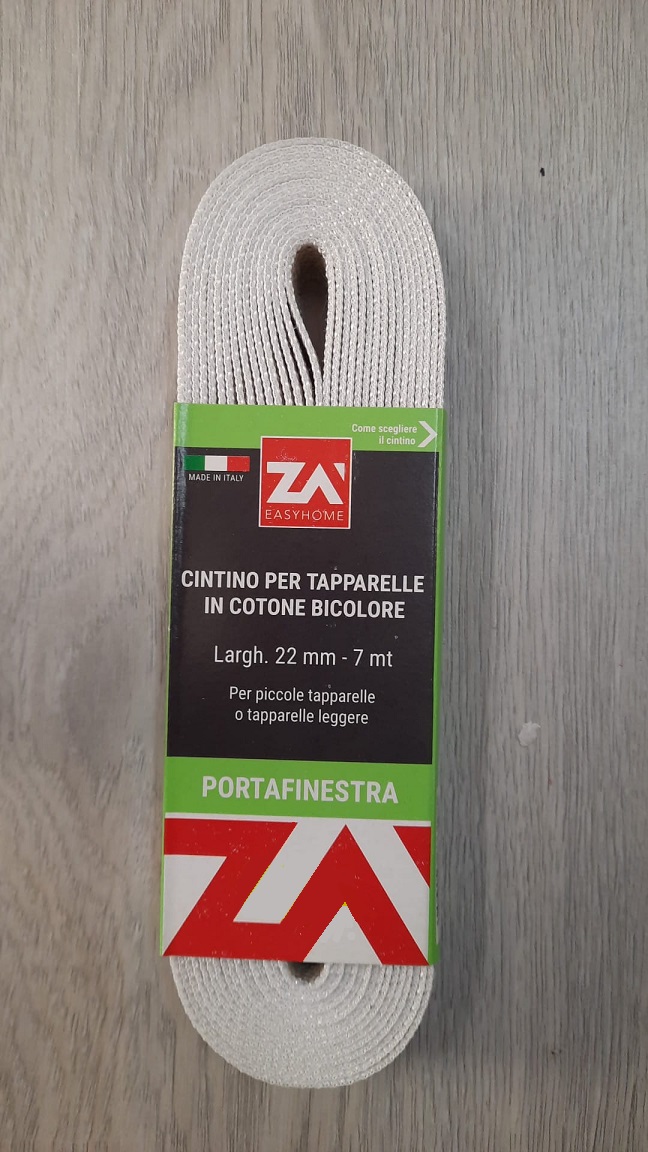 Come scegliere
il cintino
MADE IN ITALY
ZA
EASYHOME
CINTINO PER TAPPARELLE
IN COTONE BICOLORE
Largh. 22 mm - 7 mt
Per piccole tapparelle
o tapparelle leggere
PORTAFINESTRA
ZA